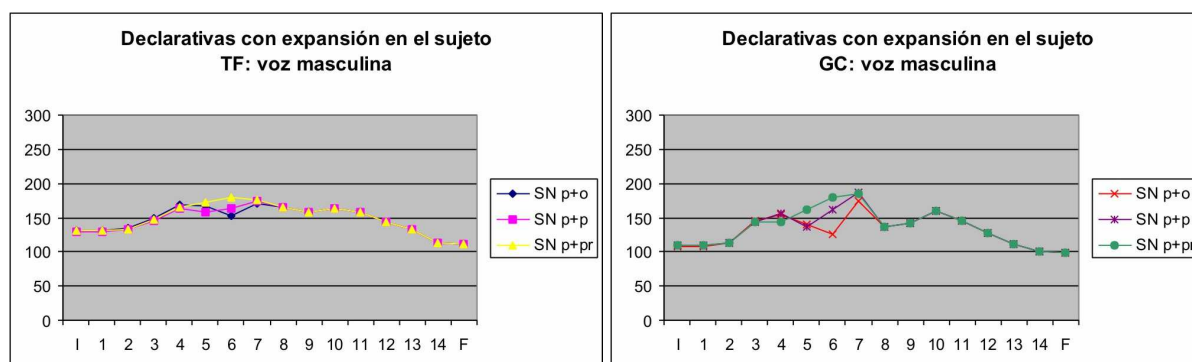 Declarativas con expansión en el sujeto
TF: voz masculina
300
250
200
150
100
50
0
I 1 2 3 4 5 6 7 8 9 10 11 12 13 14 F
SN p+o
SN p+p
SN p+pr
Declarativas con expansión en el sujeto
GC: voz masculina
300
250
200
150
100
50
0
I 1 2 3 4 5 6 7 8 9 10 11 12 13 14 F
SN p+o
SN p+p
SN p+pr